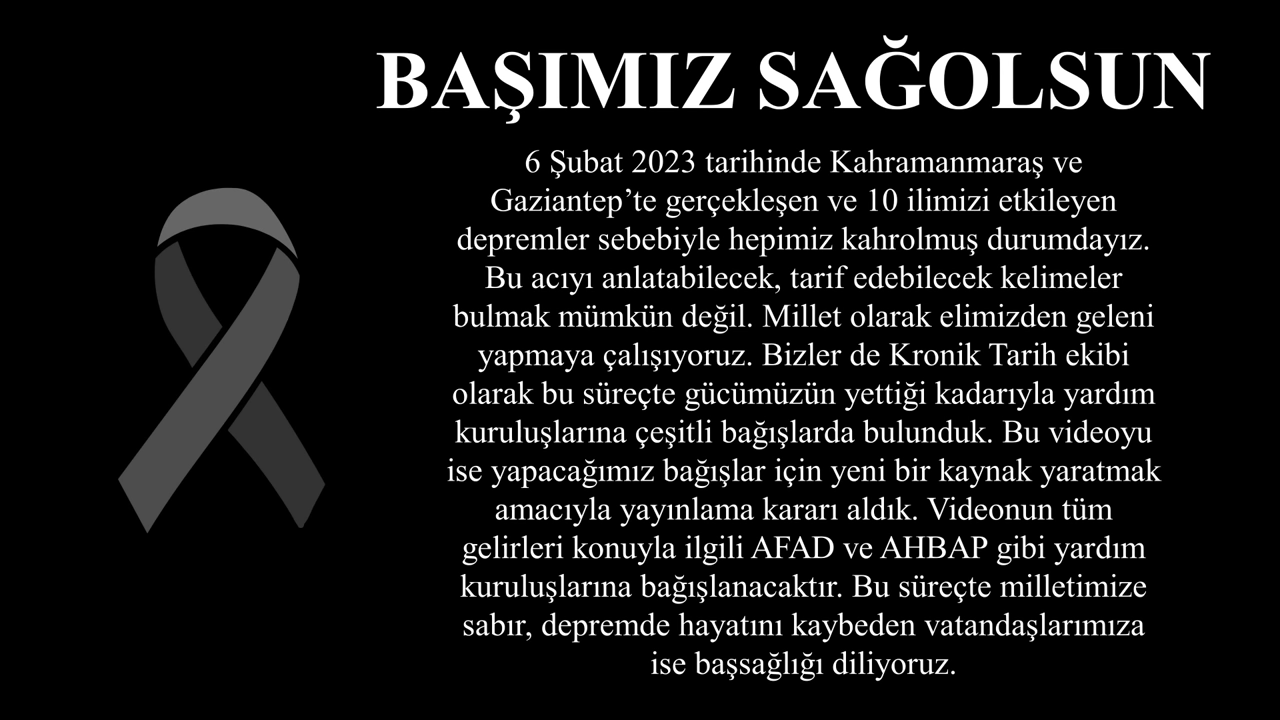 BAŞIMIZ SAĞOLSUN
6 Şubat 2023 tarihinde Kahramanmaraş ve
Gaziantep’te gerçekleşen ve 10 ilimizi etkileyen
depremler sebebiyle hepimiz kahrolmuş durumdayız.
Bu acıyı anlatabilecek, tarif edebilecek kelimeler
bulmak mümkün değil. Millet olarak elimizden geleni
yapmaya çalışıyoruz. Bizler de Kronik Tarih ekibi
olarak bu süreçte gücümüzün yettiği kadarıyla yardım
kuruluşlarına çeşitli bağışlarda bulunduk. Bu videoyu
ise yapacağımız bağışlar için yeni bir kaynak yaratmak
amacıyla yayınlama kararı aldık. Videonun tüm
gelirleri konuyla ilgili AFAD ve AHBAP gibi yardım
kuruluşlarına bağışlanacaktır. Bu süreçte milletimize
sabır, depremde hayatını kaybeden vatandaşlarımıza
ise başsağlığı diliyoruz.